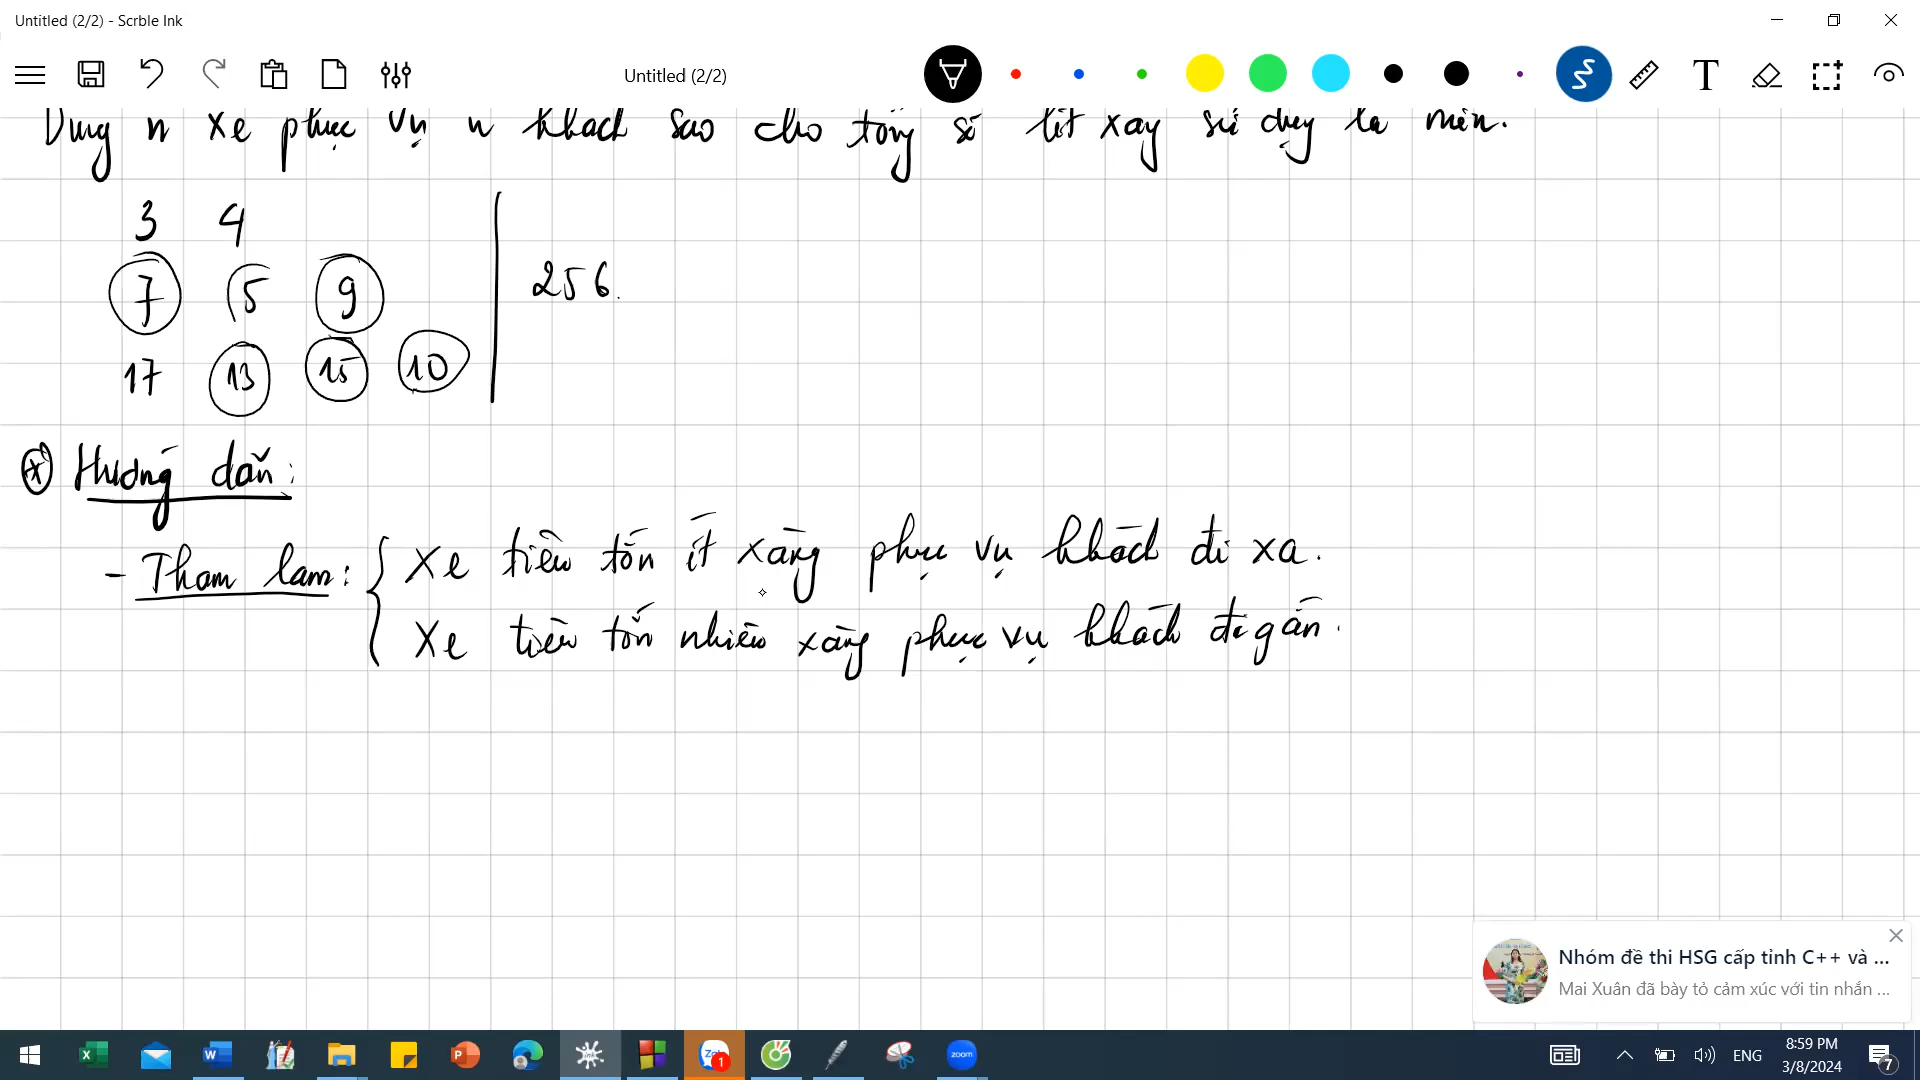 Untitled (2/2) - Scrble Ink
Untitled (2/2)
T
Dùng n xe phục vụ n khách sao cho tổng số lít xăng sử dụng là min.
3 4
7 5 9
17 13 15 10
256.
* Hướng dẫn:
- Tham lam: { Xe tiêu tốn ít xăng phục vụ khách đi xa.
Xe tiêu tốn nhiều xăng phục vụ khách đi gần.
Nhóm đề thi HSG cấp tỉnh C++ và ...
Mai Xuân đã bày tỏ cảm xúc với tin nhắn ...
zoom
1
ENG
8:59 PM
3/8/2024
7